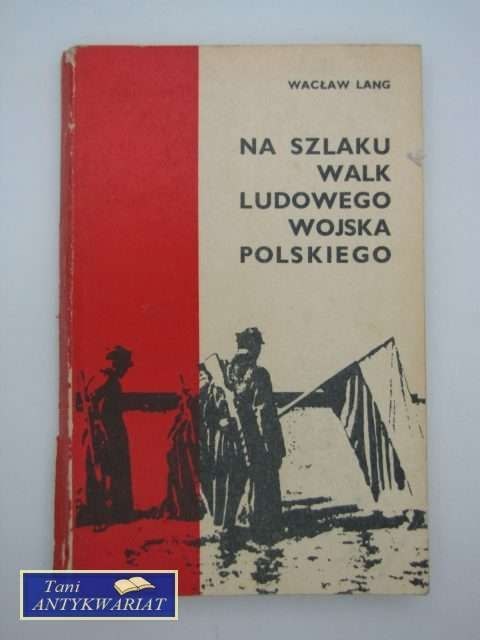 WACŁAW LANG
NA SZLAKU
WALK
LUDOWEGO
WOJSKA
POLSKIEGO
Tani
ANTYKWARIAT